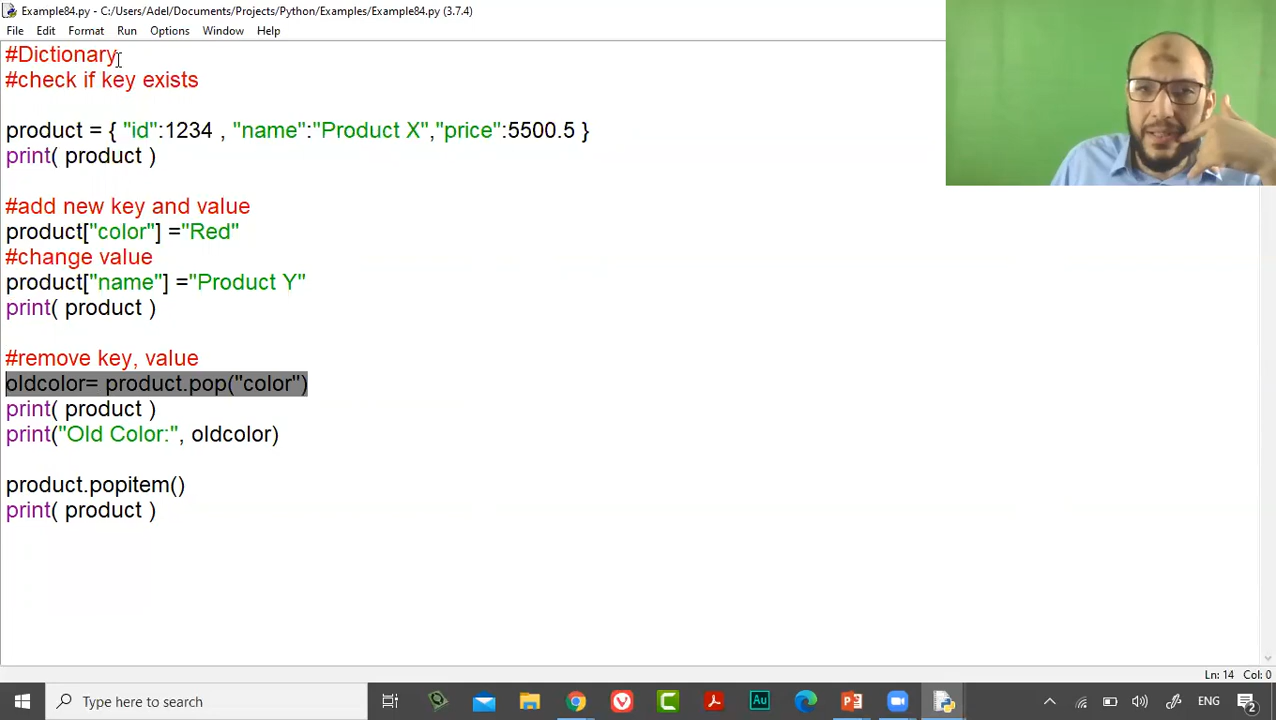 Example84.py - C:/Users/Adel/Documents/Projects/Python/Examples/Example84.py (3.7.4)
File Edit Format Run Options Window Help
#Dictionary
#check if key exists
product = { "id":1234 , "name":"Product X","price":5500.5 }
print( product )
#add new key and value
product["color"] ="Red"
#change value
product["name"] ="Product Y"
print( product )
#remove key, value
oldcolor= product.pop("color")
print( product )
print("Old Color:", oldcolor)
product.popitem()
print( product )
Ln: 14 Col: 0
Type here to search
C
Au
ENG
2